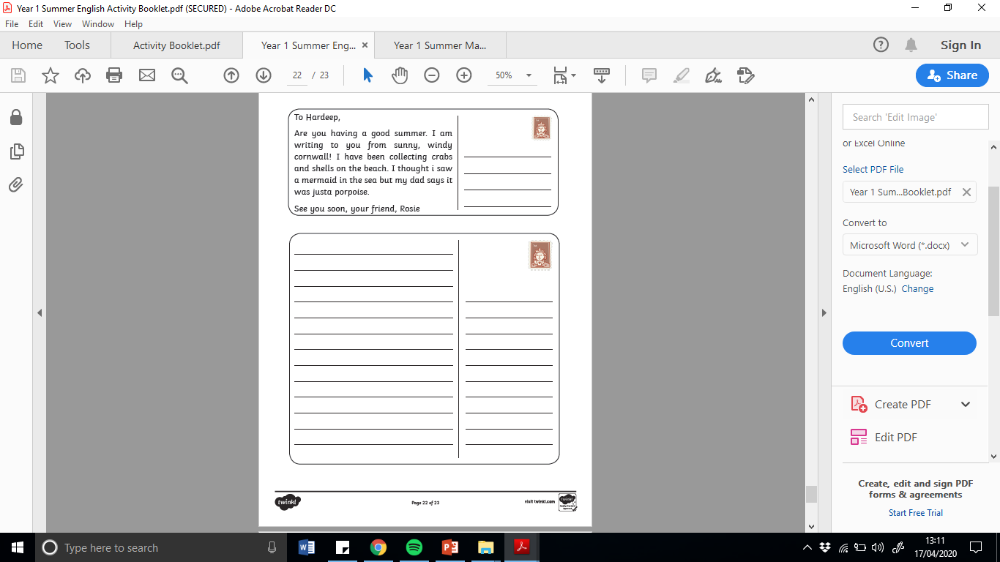 Year 1 Summer English Activity Booklet.pdf (SECURED) - Adobe Acrobat Reader DC
File Edit View Window Help
Home Tools Activity Booklet.pdf Year 1 Summer Eng... × Year 1 Summer Ma... Sign In
22 / 23 50% Share
To Hardeep,
Are you having a good summer. I am
writing to you from sunny, windy
cornwall! I have been collecting crabs
and shells on the beach. I thought i saw
a mermaid in the sea but my dad says it
was justa porpoise.
See you soon, your friend, Rosie
twinkl
Page 22 of 23
visit twinkl.com
twinkl
Search 'Edit Image'
or Excel Online
Select PDF File
Year 1 Sum...Booklet.pdf
Convert to
Microsoft Word (*.docx)
Document Language:
English (U.S.) Change
Convert
Create PDF
Edit PDF
Create, edit and sign PDF
forms & agreements
Start Free Trial
Type here to search
13:11
17/04/2020